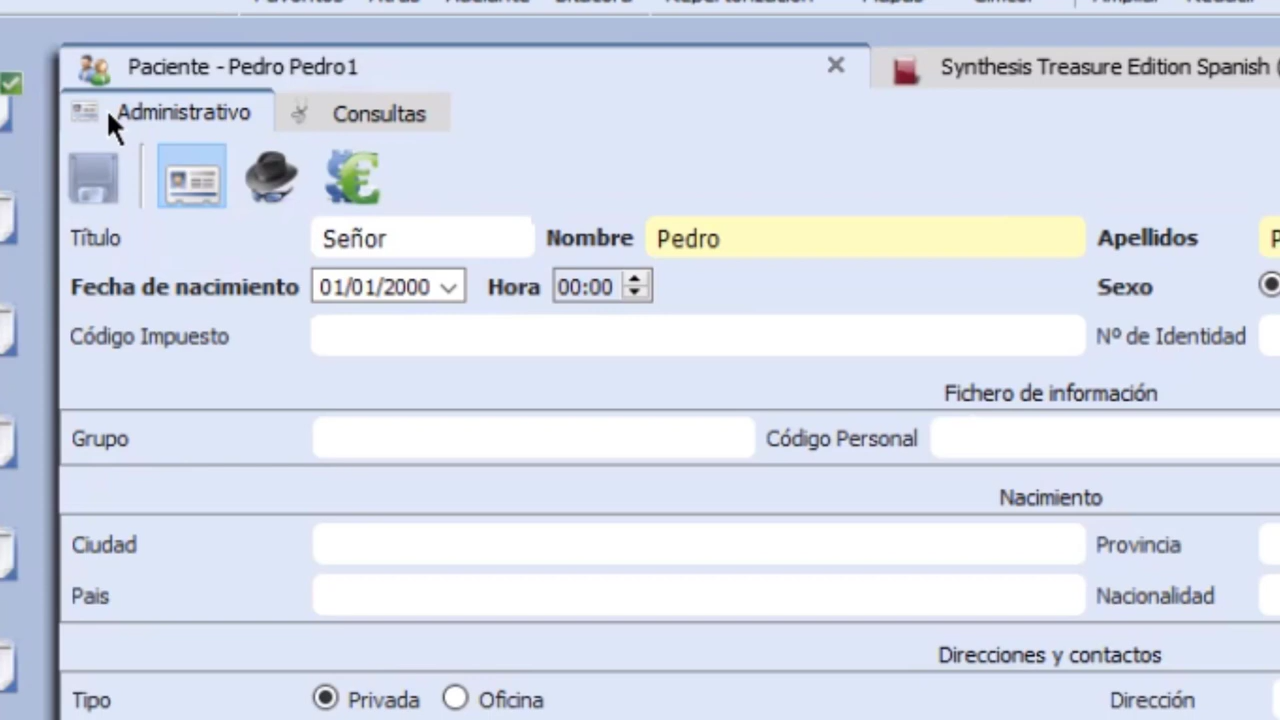 Paciente - Pedro Pedro1
Synthesis Treasure Edition Spanish (
Administrativo
Consultas
Título Señor Nombre Pedro Apellidos P
Fecha de nacimiento 01/01/2000 Hora 00:00 Sexo
Código Impuesto Nº de Identidad
Fichero de información
Grupo Código Personal
Nacimiento
Ciudad Provincia
Pais Nacionalidad
Direcciones y contactos
Tipo Privada Oficina Dirección